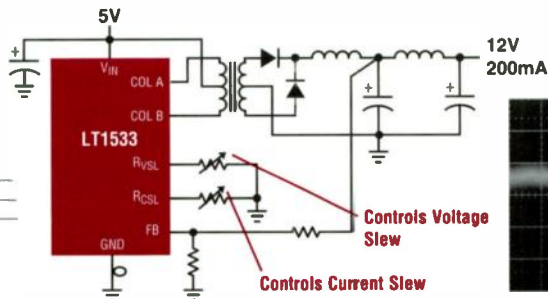 5V
12V
200mA
+
VIN
COL A
COL B
LT1533
RVSL
RCSL
FB
GND
+
+
Controls Voltage
Slew
Controls Current Slew